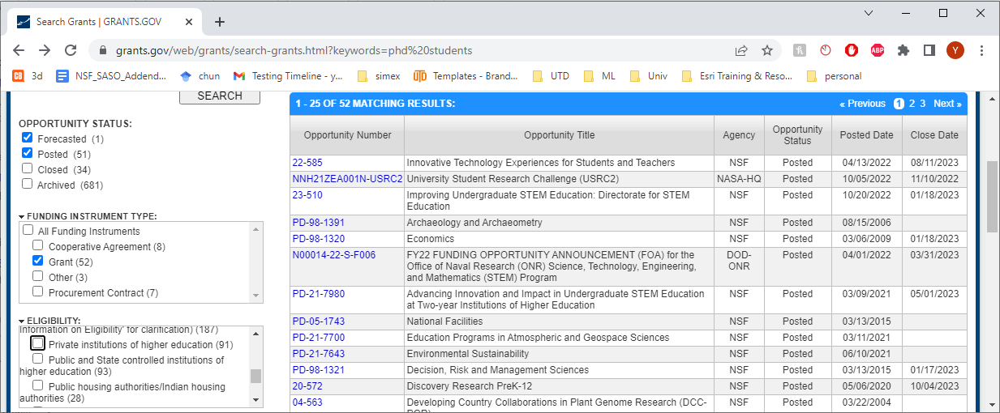 Search Grants | GRANTS.GOV
grants.gov/web/grants/search-grants.html?keywords=phd%20students
ABP
Y
CB 3d NSF_SASO_Addend... chun Testing Timeline - y... simex Templates - Brand... UTD ML Univ Esri Training & Reso... personal
SEARCH
OPPORTUNITY STATUS:
Forecasted (1)
Posted (51)
Closed (34)
Archived (681)
FUNDING INSTRUMENT TYPE:
All Funding Instruments
Cooperative Agreement (8)
Grant (52)
Other (3)
Procurement Contract (7)
ELIGIBILITY:
Information on Eligibility' for clarification) (187)
Private institutions of higher education (91)
Public and State controlled institutions of
higher education (93)
Public housing authorities/Indian housing
authorities (28)
1 - 25 OF 52 MATCHING RESULTS: « Previous 1 2 3 Next »
Opportunity Number Opportunity Title Agency Opportunity Status Posted Date Close Date
22-585 Innovative Technology Experiences for Students and Teachers NSF Posted 04/13/2022 08/11/2023
NNH21ZEA001N-USRC2 University Student Research Challenge (USRC2) NASA-HQ Posted 10/05/2022 11/10/2022
23-510 Improving Undergraduate STEM Education: Directorate for STEM NSF Posted 10/20/2022 01/18/2023
Education
PD-98-1391 Archaeology and Archaeometry NSF Posted 08/15/2006
PD-98-1320 Economics NSF Posted 03/06/2009 01/18/2023
N00014-22-S-F006 FY22 FUNDING OPPORTUNITY ANNOUNCEMENT (FOA) for the DOD- Posted 04/01/2022 03/31/2023
Office of Naval Research (ONR) Science, Technology, Engineering, ONR
and Mathematics (STEM) Program
PD-21-7980 Advancing Innovation and Impact in Undergraduate STEM Education NSF Posted 03/09/2021 05/01/2023
at Two-year Institutions of Higher Education
PD-05-1743 National Facilities NSF Posted 03/13/2015
PD-21-7700 Education Programs in Atmospheric and Geospace Sciences NSF Posted 03/11/2021
PD-21-7643 Environmental Sustainability NSF Posted 06/10/2021
PD-98-1321 Decision, Risk and Management Sciences NSF Posted 03/13/2015 01/17/2023
20-572 Discovery Research PreK-12 NSF Posted 05/06/2020 10/04/2023
04-563 Developing Country Collaborations in Plant Genome Research (DCC- NSF Posted 03/22/2004